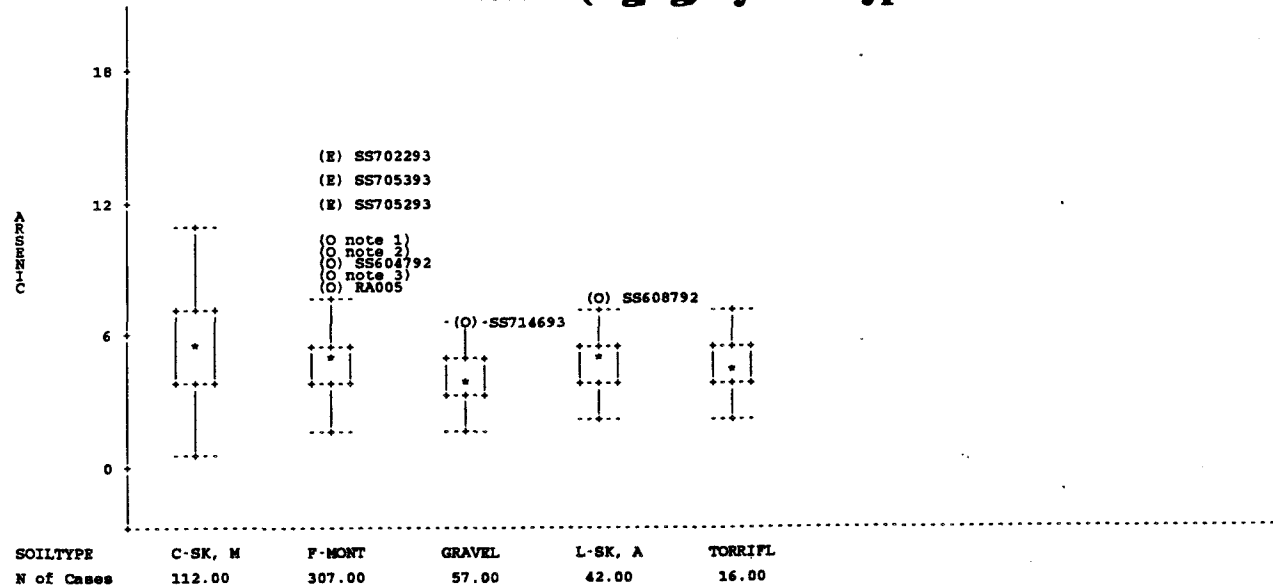 18
(E) SS702293
(E) SS705393
12
(E) SS705293
ARSENIC
(O note 1)
(O note 2)
(O) SS604792
(O note 3)
(O) RA005
(O) SS608792
6
(O) SS714693
0
SOILTYPE C-SK, M F-MONT GRAVEL L-SK, A TORRIFL
N of Cases 112.00 307.00 57.00 42.00 16.00